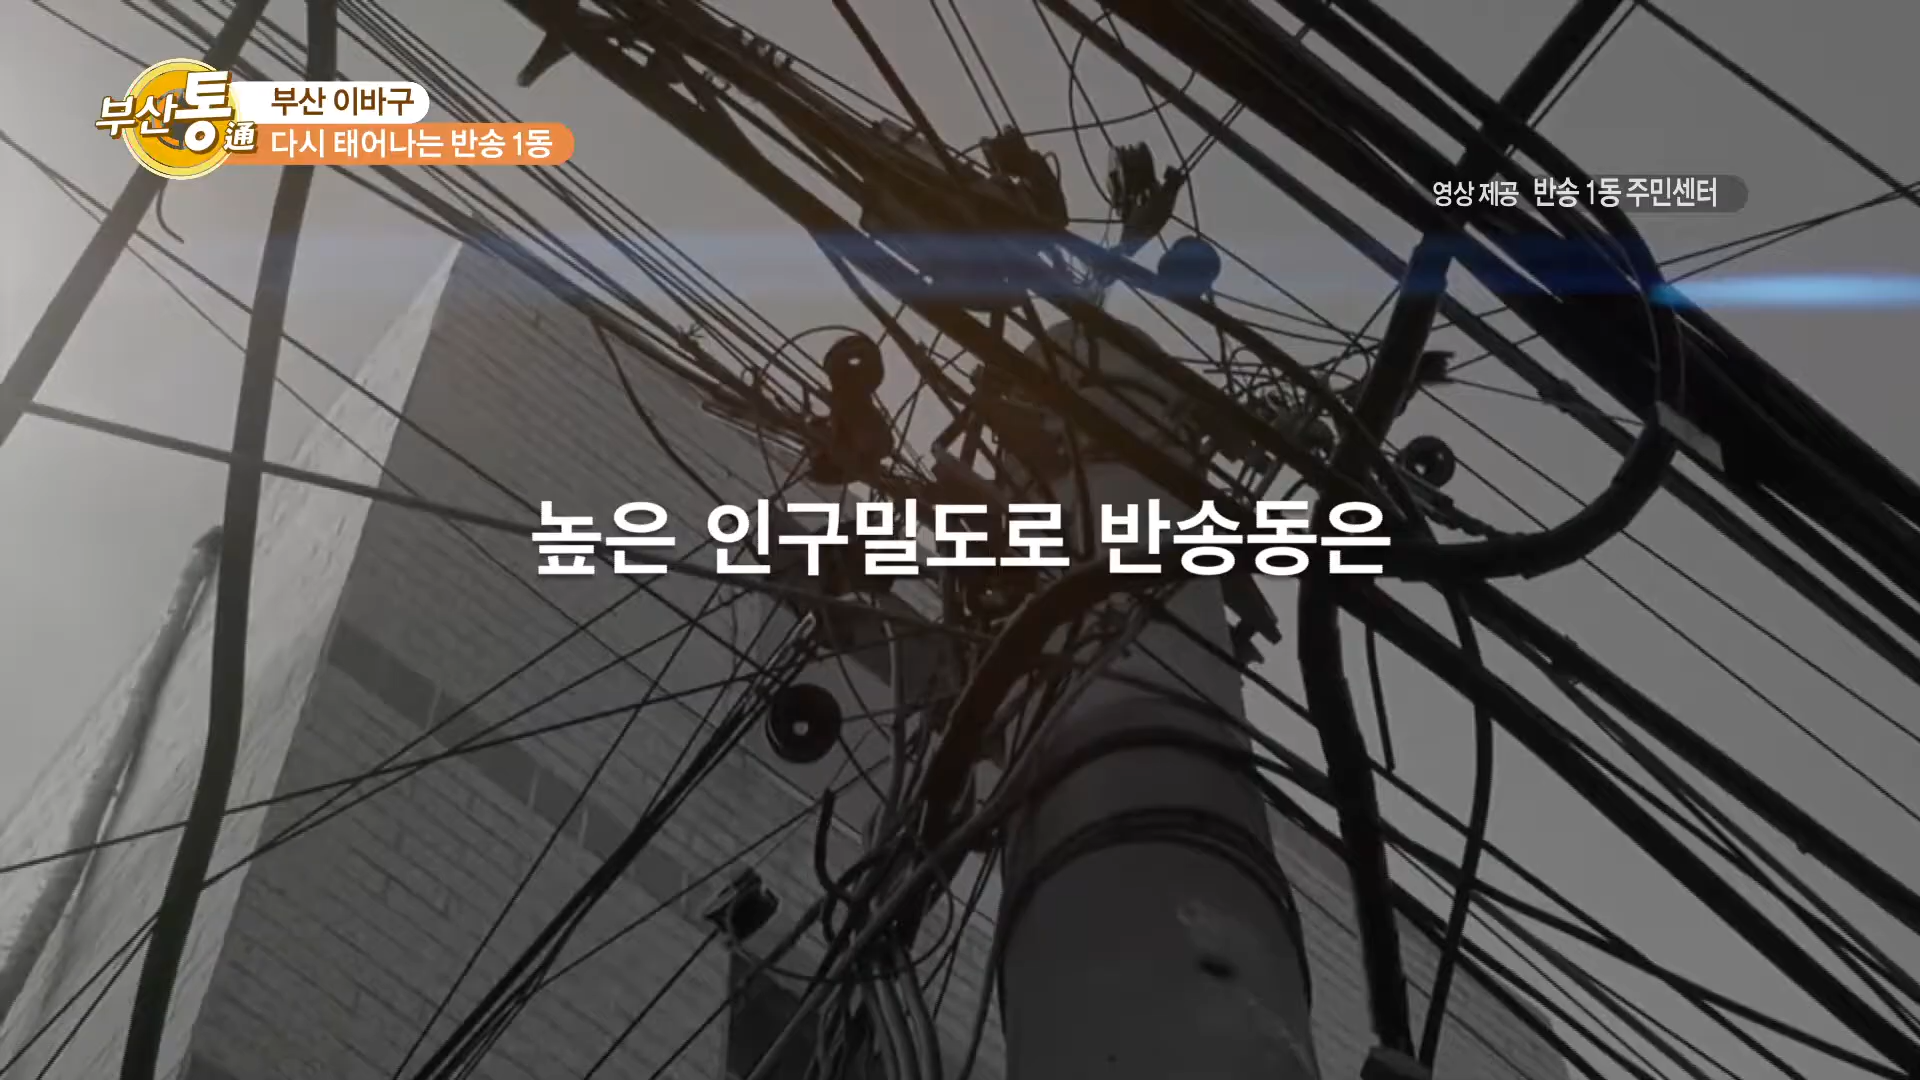 부산통通
부산 이바구
다시 태어나는 반송 1동
영상 제공 반송 1동 주민센터
높은 인구밀도로 반송동은